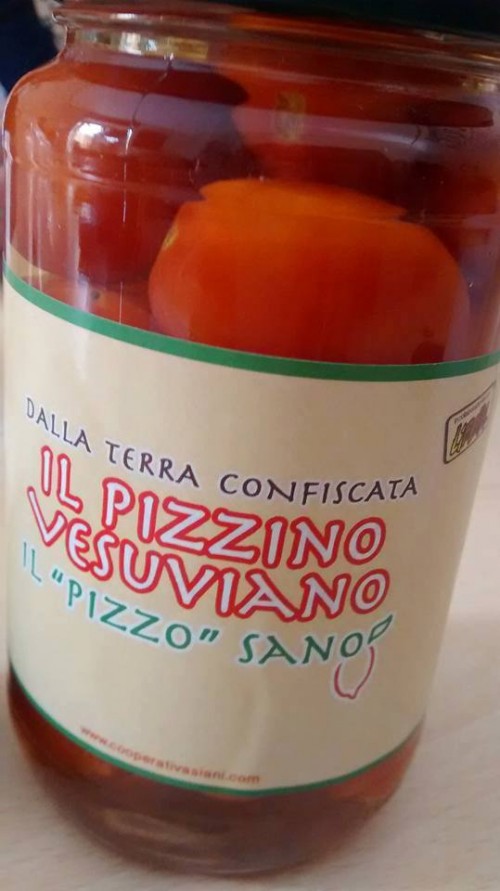 DALLA TERRA CONFISCATA
IL PIZZINO
VESUVIANO
IL "PIZZO" SANO
www.cooperativasiani.com